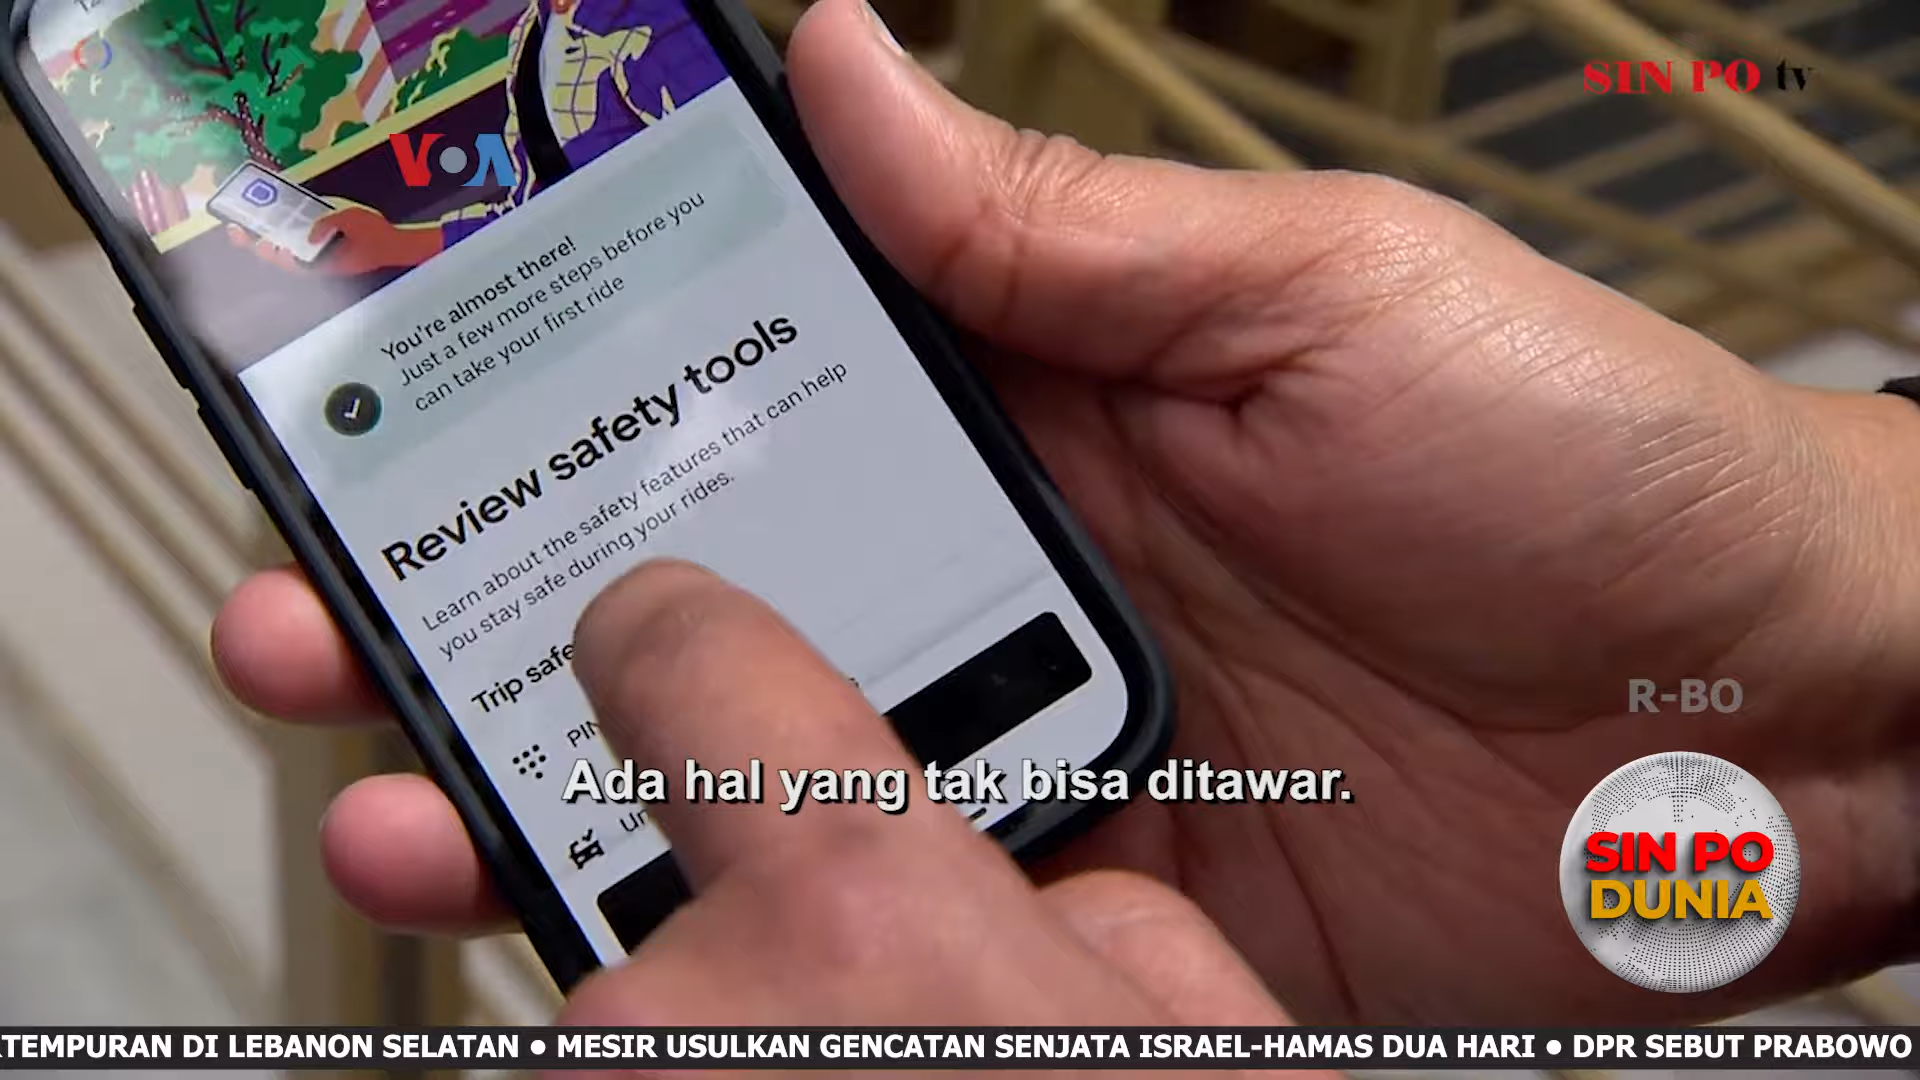 SIN PO tv
VOA
You're almost there!
Just a few more steps before you
can take your first ride
Review safety tools
Learn about the safety features that can help
you stay safe during your rides.
Trip safe
PIN
Ada hal yang tak bisa ditawar.
R-BO
SIN PO
DUNIA
TEMPURAN DI LEBANON SELATAN ● MESIR USULKAN GENCATAN SENJATA ISRAEL-HAMAS DUA HARI ● DPR SEBUT PRABOWO